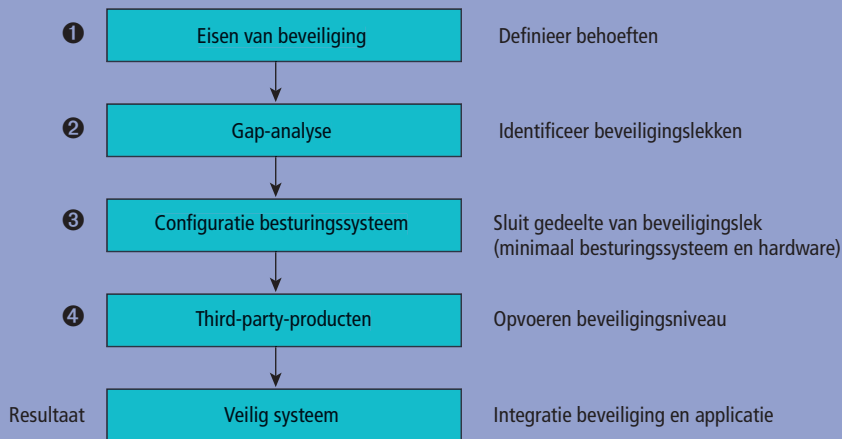 ❶ Eisen van beveiliging Definieer behoeften
❷ Gap-analyse Identificeer beveiligingslekken
❸ Configuratie besturingssysteem Sluit gedeelte van beveiligingslek
(minimaal besturingssysteem en hardware)
❹ Third-party-producten Opvoeren beveiligingsniveau
Resultaat Veilig systeem Integratie beveiliging en applicatie